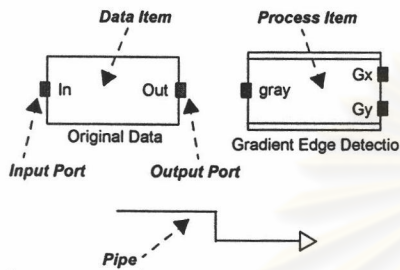 Data Item
Process Item
In
Out
gray
Gx
Gy
Original Data
Gradient Edge Detectio
Input Port
Output Port
Pipe